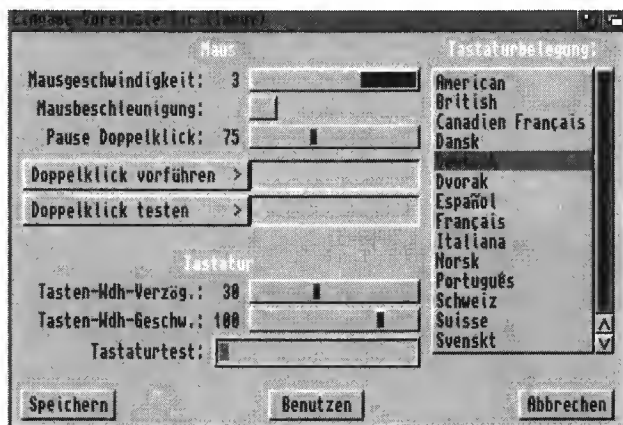 Maus
Mausgeschwindigkeit: 3
Mausbeschleunigung:
Pause Doppelklick: 75
Doppelklick vorführen >
Doppelklick testen >
Tastatur
Tasten-Wdh-Verzög.: 30
Tasten-Wdh-Geschw.: 100
Tastaturtest:
Tastaturbelegung:
American
British
Canadien Français
Dansk
Dvorak
Español
Français
Italiana
Norsk
Português
Schweiz
Suisse
Svenskt
Speichern
Benutzen
Abbrechen